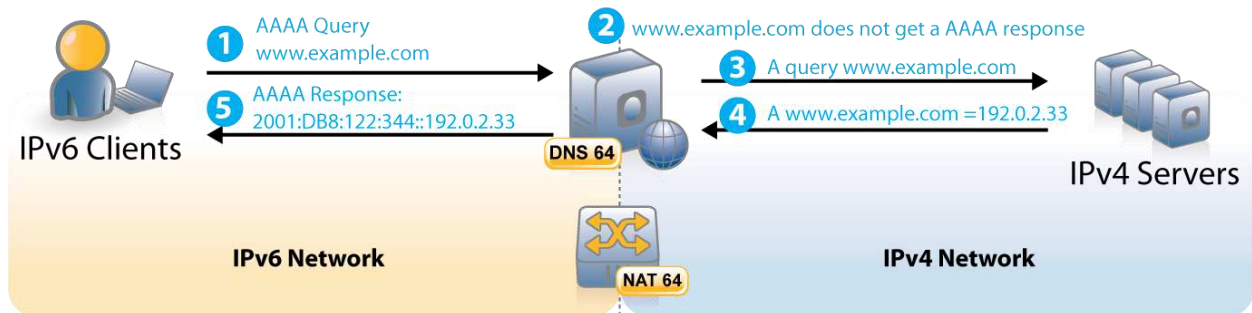 1
AAAA Query
www.example.com
2
www.example.com does not get a AAAA response
3
A query www.example.com
4
A www.example.com =192.0.2.33
5
AAAA Response:
2001:DB8:122:344::192.0.2.33
IPv6 Clients
DNS 64
IPv4 Servers
IPv6 Network
NAT 64
IPv4 Network